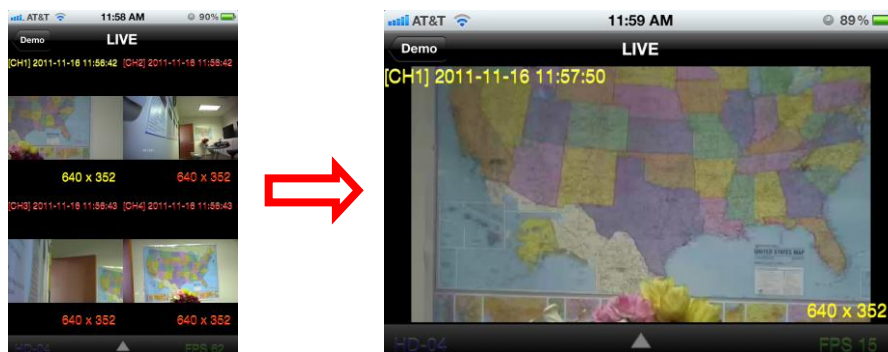 AT&T 11:58 AM 90%
Demo LIVE
[CH1] 2011-11-16 11:56:42 [CH2] 2011-11-16 11:56:42
640 x 352 640 x 352
[CH3] 2011-11-16 11:56:43 [CH4] 2011-11-16 11:56:43
640 x 352 640 x 352
HD-04 FPS 62
AT&T 11:59 AM 89%
Demo LIVE
[CH1] 2011-11-16 11:57:50
UNITED STATES MAP
640 x 352
HD-04 FPS 15